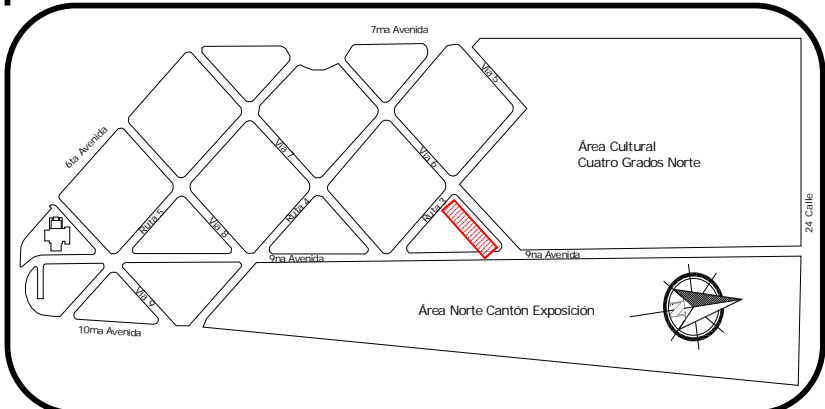 7ma Avenida
Vía 5
6ta Avenida
Vía 7
Vía 6
Área Cultural
Cuatro Grados Norte
24 Calle
Ruta 5
Vía 8
Ruta 4
Ruta 3
9na Avenida
9na Avenida
Vía 9
Área Norte Cantón Exposición
10ma Avenida